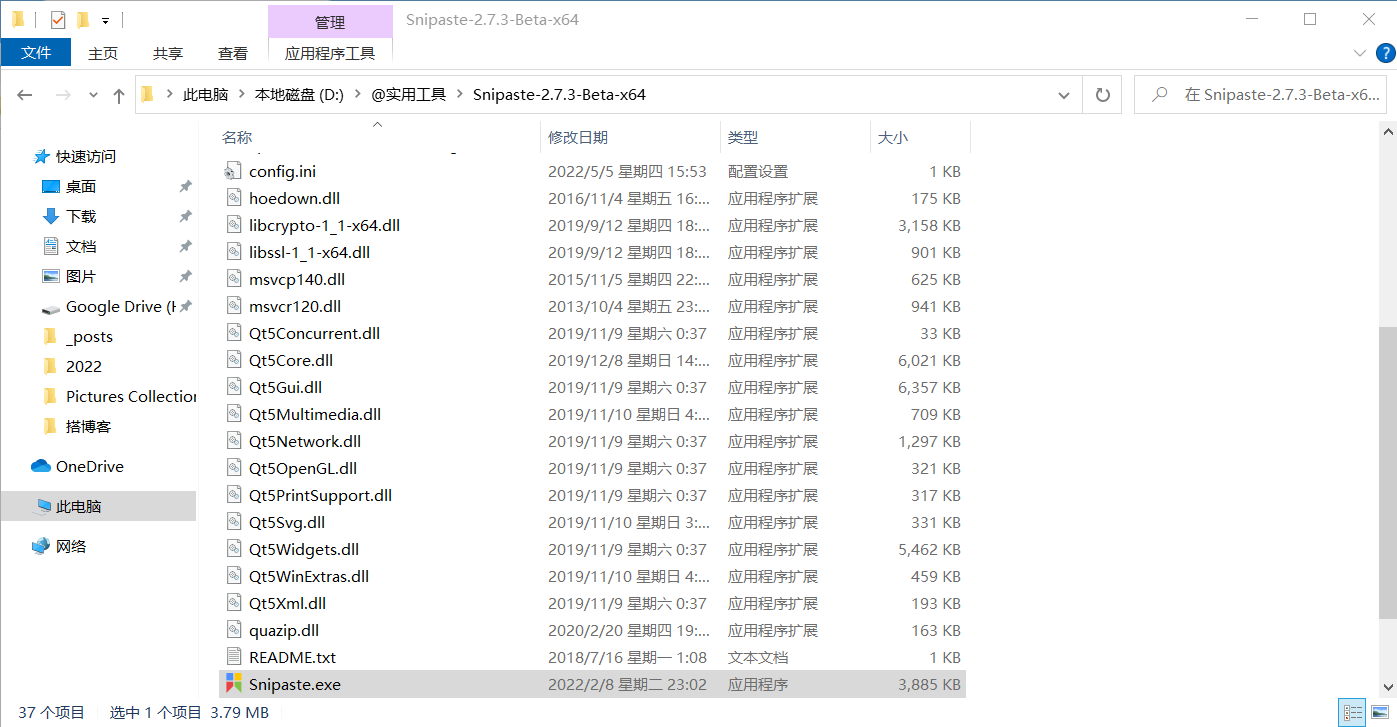 管理 Snipaste-2.7.3-Beta-x64
文件 主页 共享 查看 应用程序工具
此电脑 本地磁盘 (D:) @实用工具 Snipaste-2.7.3-Beta-x64 在 Snipaste-2.7.3-Beta-x6...
快速访问
桌面
下载
文档
图片
Google Drive (
_posts
2022
Pictures Collection
搭博客
OneDrive
此电脑
网络
名称 修改日期 类型 大小
config.ini 2022/5/5 星期四 15:53 配置设置 1 KB
hoedown.dll 2016/11/4 星期五 16:... 应用程序扩展 175 KB
libcrypto-1_1-x64.dll 2019/9/12 星期四 18:... 应用程序扩展 3,158 KB
libssl-1_1-x64.dll 2019/9/12 星期四 18:... 应用程序扩展 901 KB
msvcp140.dll 2015/11/5 星期四 22:... 应用程序扩展 625 KB
msvcr120.dll 2013/10/4 星期五 23:... 应用程序扩展 941 KB
Qt5Concurrent.dll 2019/11/9 星期六 0:37 应用程序扩展 33 KB
Qt5Core.dll 2019/12/8 星期日 14:... 应用程序扩展 6,021 KB
Qt5Gui.dll 2019/11/9 星期六 0:37 应用程序扩展 6,357 KB
Qt5Multimedia.dll 2019/11/10 星期日 4:... 应用程序扩展 709 KB
Qt5Network.dll 2019/11/9 星期六 0:37 应用程序扩展 1,297 KB
Qt5OpenGL.dll 2019/11/9 星期六 0:37 应用程序扩展 321 KB
Qt5PrintSupport.dll 2019/11/9 星期六 0:37 应用程序扩展 317 KB
Qt5Svg.dll 2019/11/10 星期日 3:... 应用程序扩展 331 KB
Qt5Widgets.dll 2019/11/9 星期六 0:37 应用程序扩展 5,462 KB
Qt5WinExtras.dll 2019/11/10 星期日 4:... 应用程序扩展 459 KB
Qt5Xml.dll 2019/11/9 星期六 0:37 应用程序扩展 193 KB
quazip.dll 2020/2/20 星期四 19:... 应用程序扩展 163 KB
README.txt 2018/7/16 星期一 1:08 文本文档 1 KB
Snipaste.exe 2022/2/8 星期二 23:02 应用程序 3,885 KB
37 个项目 选中 1 个项目 3.79 MB